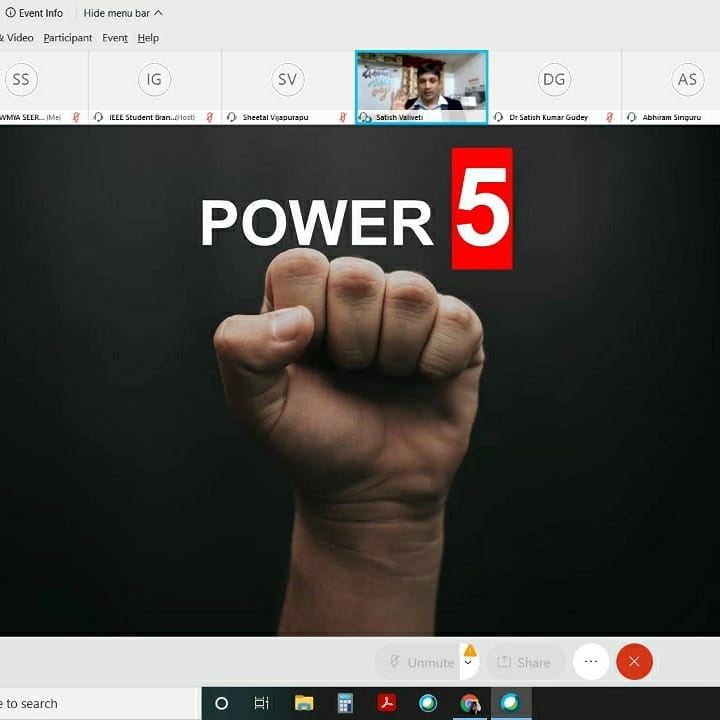 Event Info Hide menu bar
& Video Participant Event Help
SS IG SV DG AS
WMYA SEER... (Me) IEEE Student Bran...(Host) Sheetal Vijapurapu Satish Valiveti Dr Satish Kumar Gudey Abhiram Singuru
POWER 5
Unmute Share
e to search